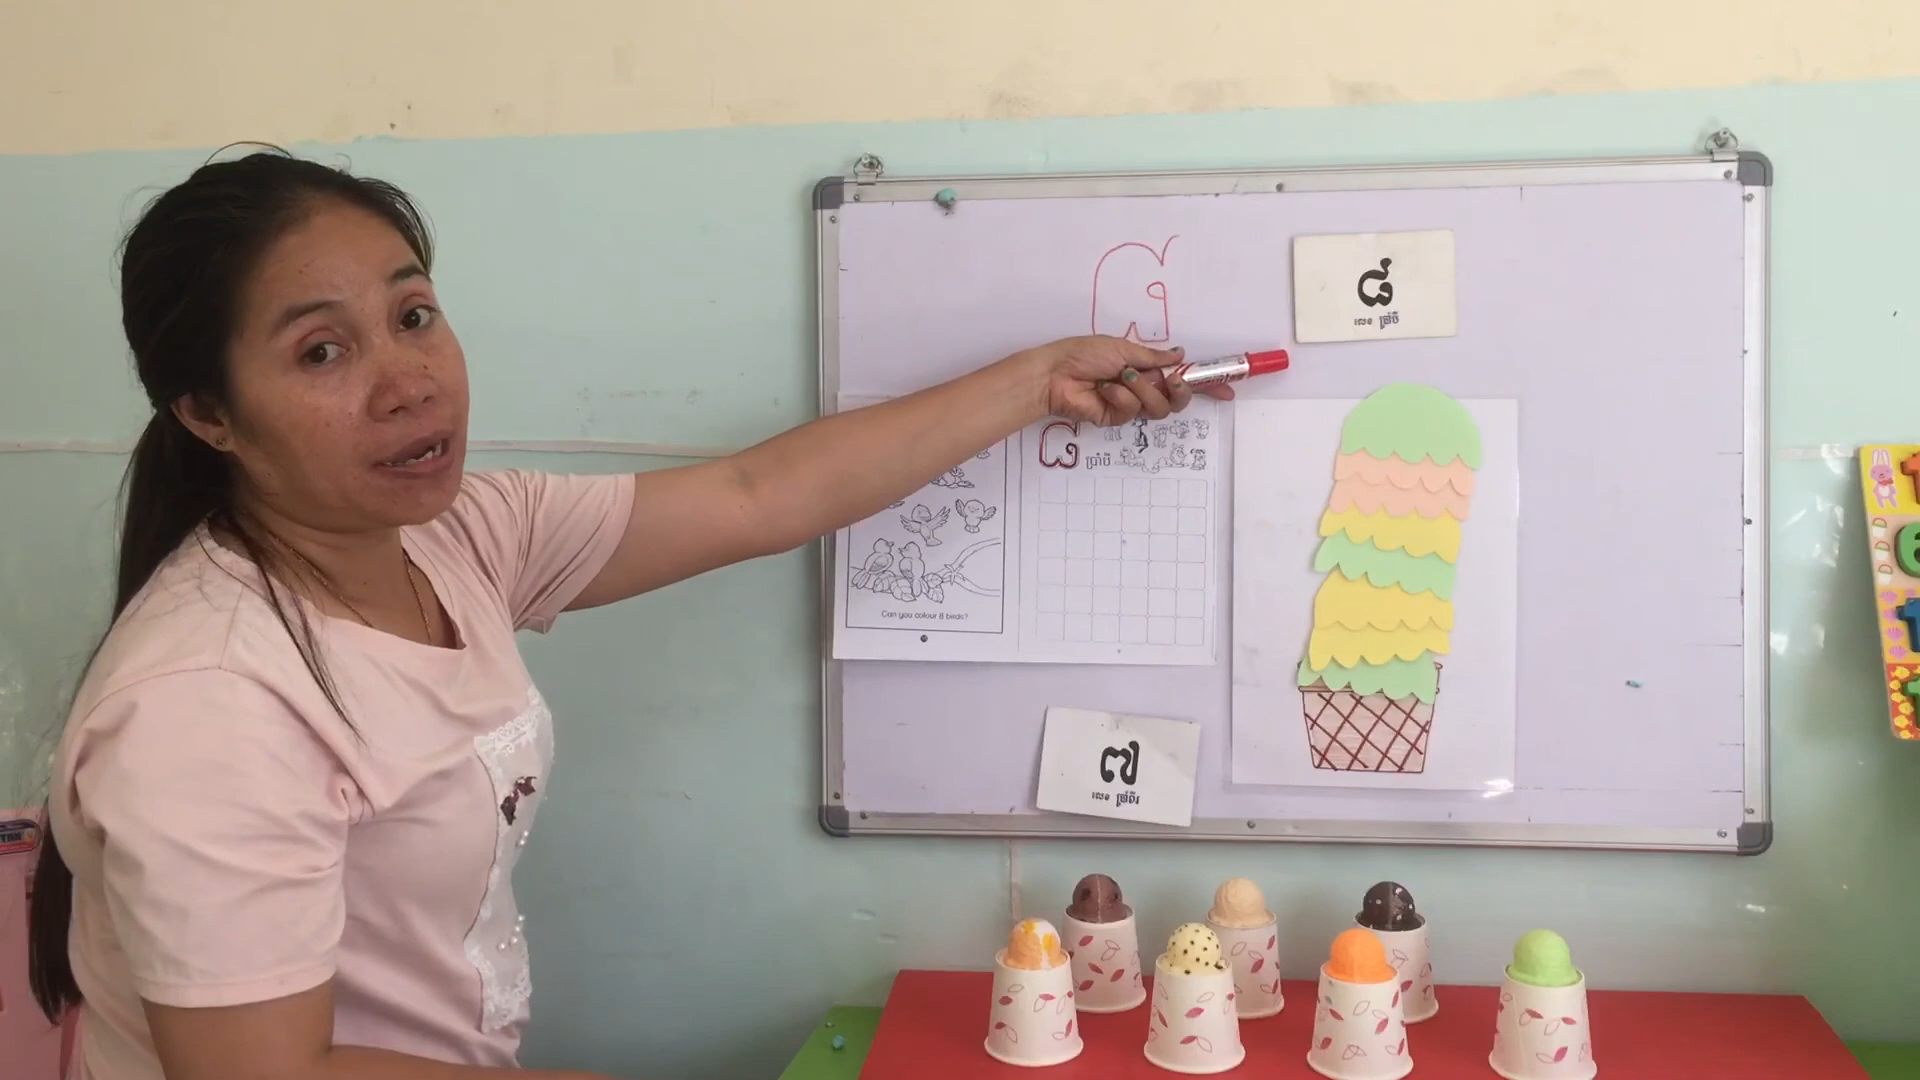 ៨
៨
លេខ ប្រាំបី
៨
ប្រាំបី
Can you colour 8 birds?
៧
លេខ ប្រាំពីរ